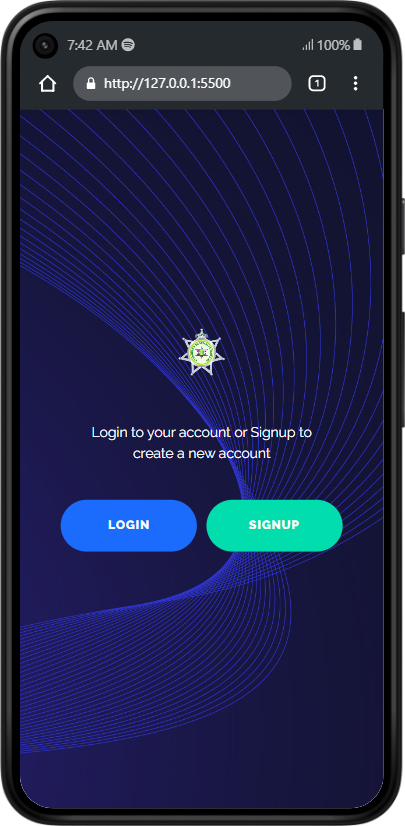 7:42 AM 100%
http://127.0.0.1:5500 1
Login to your account or Signup to
create a new account
LOGIN SIGNUP